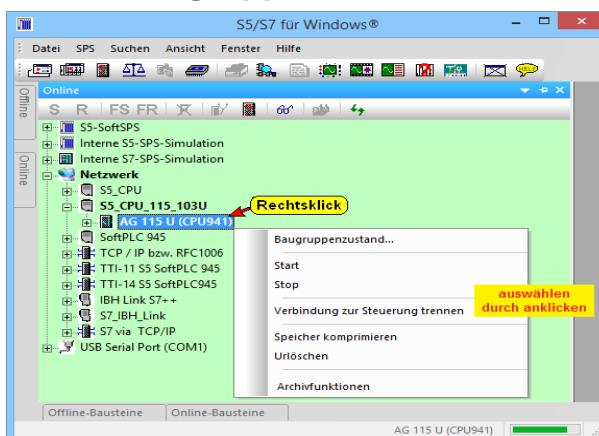 S5/S7 für Windows®
Datei SPS Suchen Ansicht Fenster Hilfe
HELP
Offline
Online
Online
S R FS FR
S5-SoftSPS
Interne S5-SPS-Simulation
Interne S7-SPS-Simulation
Netzwerk
S5_CPU
S5_CPU_115_103U
AG 115 U (CPU941)
SoftPLC 945
TCP / IP bzw. RFC1006
TTI-11 S5 SoftPLC 945
TTI-14 S5 SoftPLC945
IBH Link S7++
S7_IBH_Link
S7 via TCP/IP
USB Serial Port (COM1)
Rechtsklick
Baugruppenzustand...
Start
Stop
Verbindung zur Steuerung trennen
Speicher komprimieren
Urlöschen
Archivfunktionen
auswählen
durch anklicken
Offline-Bausteine Online-Bausteine
AG 115 U (CPU941)